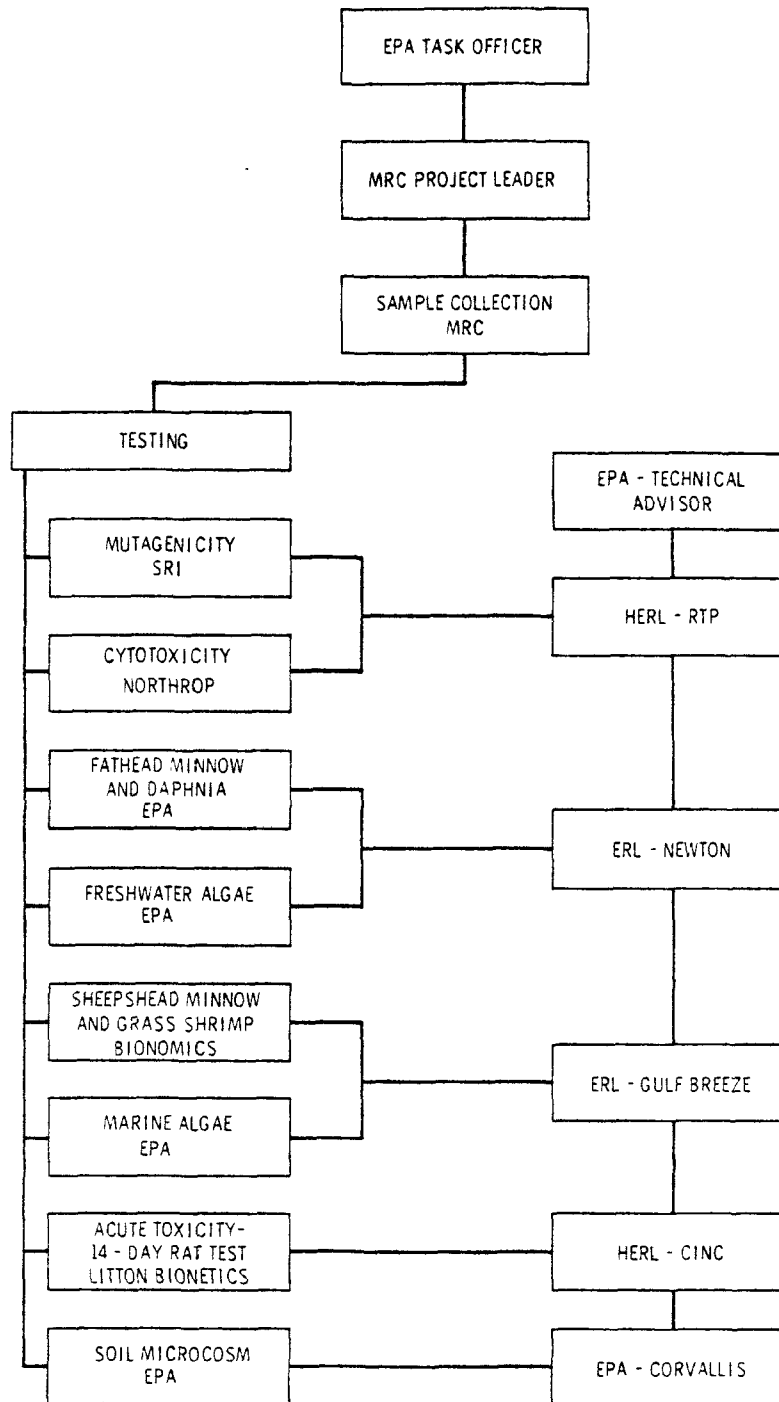 EPA TASK OFFICER
MRC PROJECT LEADER
SAMPLE COLLECTION
MRC
TESTING
EPA - TECHNICAL
ADVISOR
MUTAGENICITY
SRI
HERL - RTP
CYTOTOXICITY
NORTHROP
FATHEAD MINNOW
AND DAPHNIA
EPA
ERL - NEWTON
FRESHWATER ALGAE
EPA
SHEEPSHEAD MINNOW
AND GRASS SHRIMP
BIONOMICS
ERL - GULF BREEZE
MARINE ALGAE
EPA
ACUTE TOXICITY-
14 - DAY RAT TEST
LITTON BIONETICS
HERL - CINC
SOIL MICROCOSM
EPA
EPA - CORVALLIS